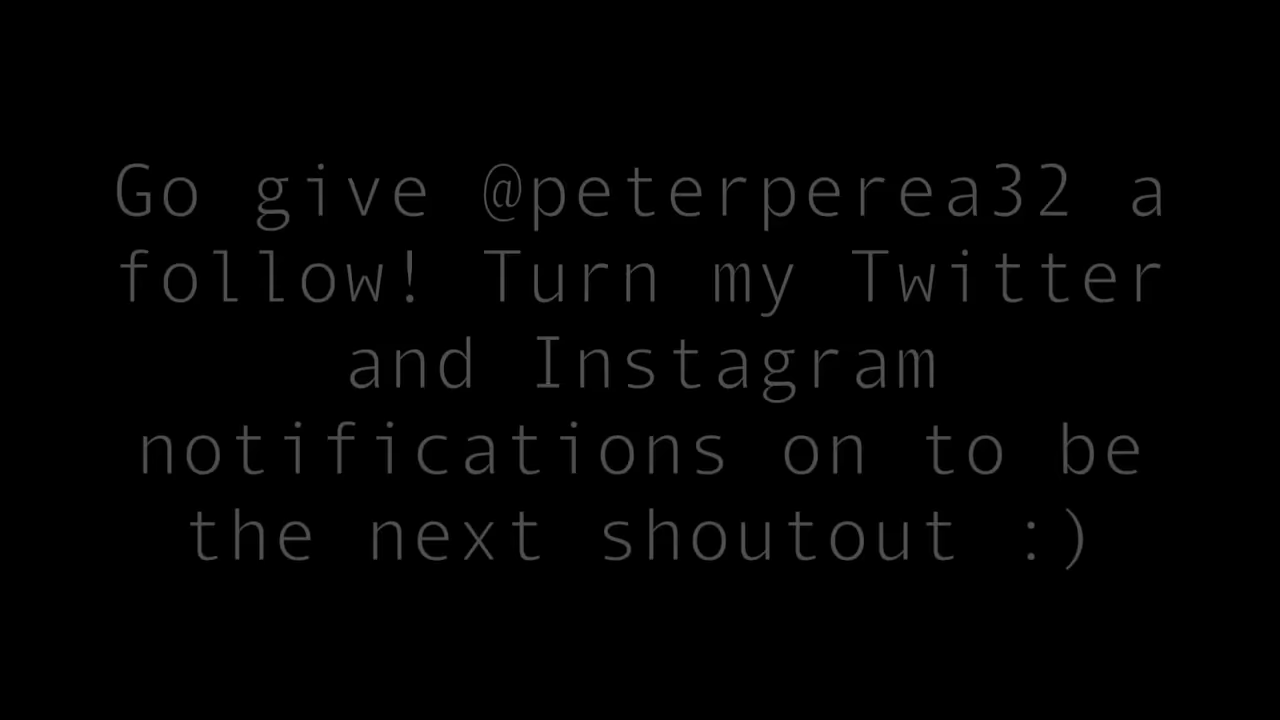 Go give @peterperea32 a
follow! Turn my Twitter
and Instagram
notifications on to be
the next shoutout :)